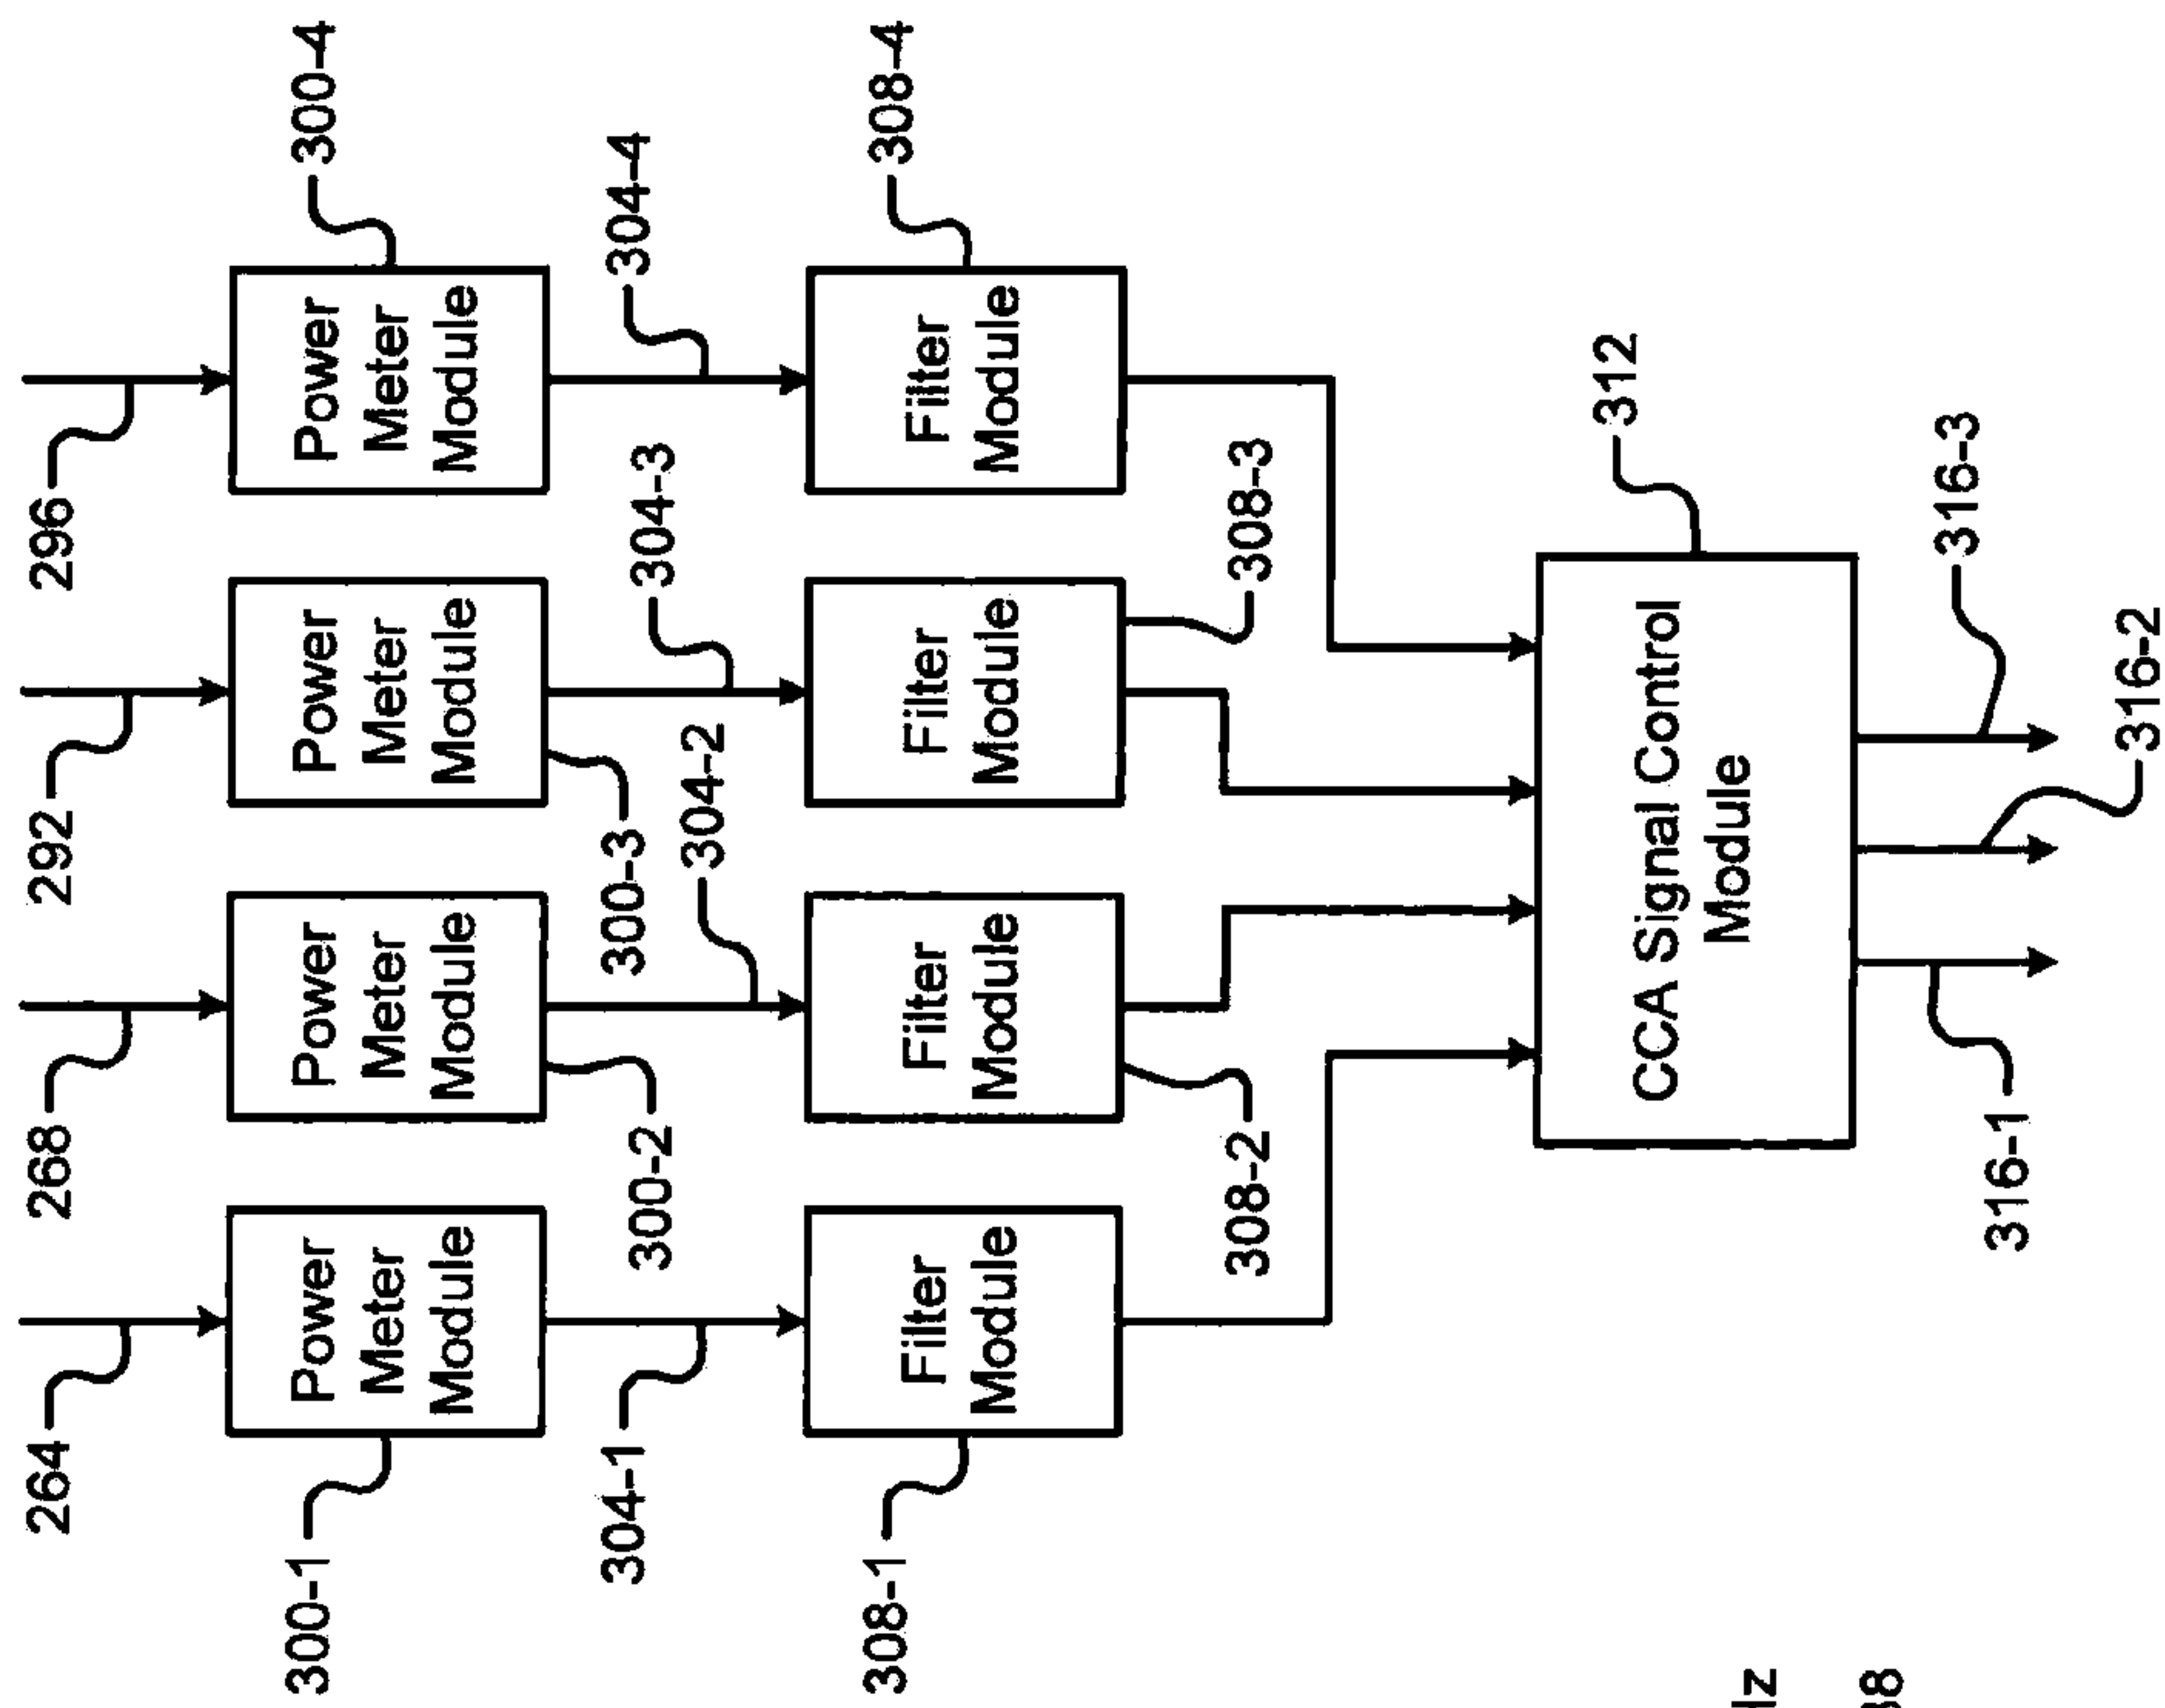 264
268
292
296
300-1
Power
Meter
Module
Power
Meter
Module
Power
Meter
Module
Power
Meter
Module
300-4
300-2
300-3
304-1
304-2
304-3
304-4
308-1
Filter
Module
Filter
Module
Filter
Module
Filter
Module
308-4
308-2
308-3
CCA Signal Control
Module
312
316-1
316-2
316-3